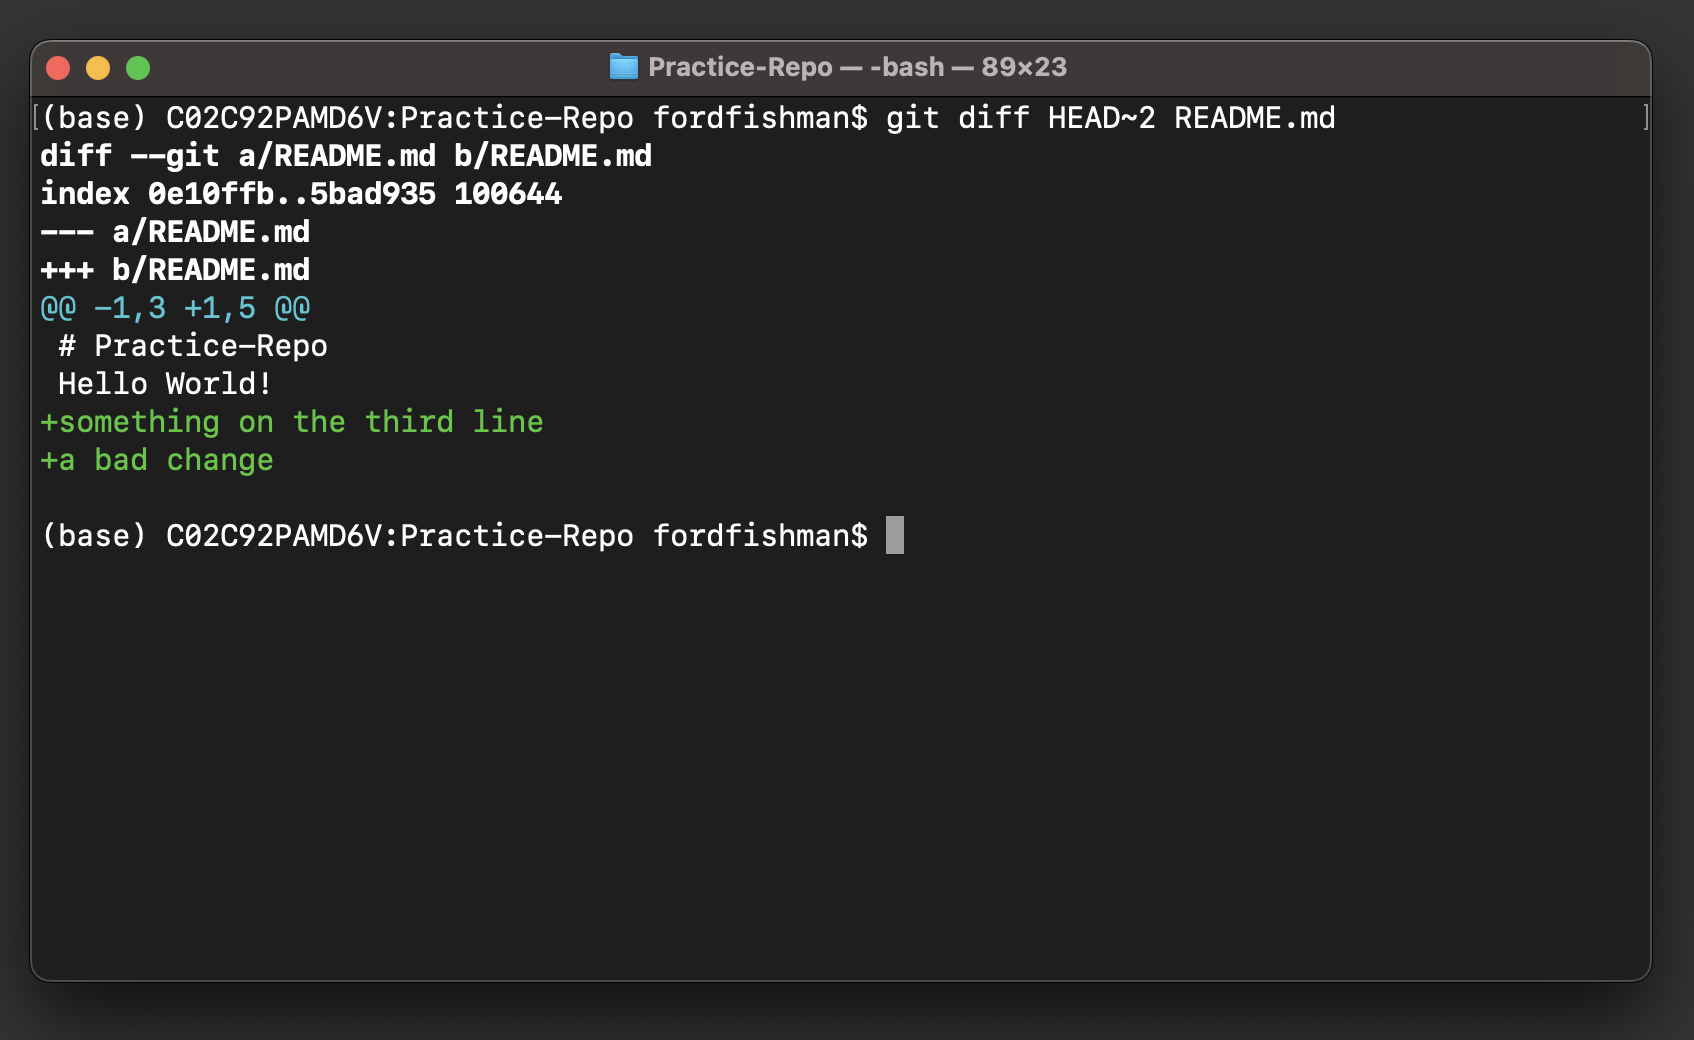 Practice-Repo — -bash — 89×23
[(base) C02C92PAMD6V:Practice-Repo fordfishman$ git diff HEAD~2 README.md ]
diff --git a/README.md b/README.md
index 0e10ffb..5bad935 100644
--- a/README.md
+++ b/README.md
@@ -1,3 +1,5 @@
 # Practice-Repo
 Hello World!
+something on the third line
+a bad change
(base) C02C92PAMD6V:Practice-Repo fordfishman$